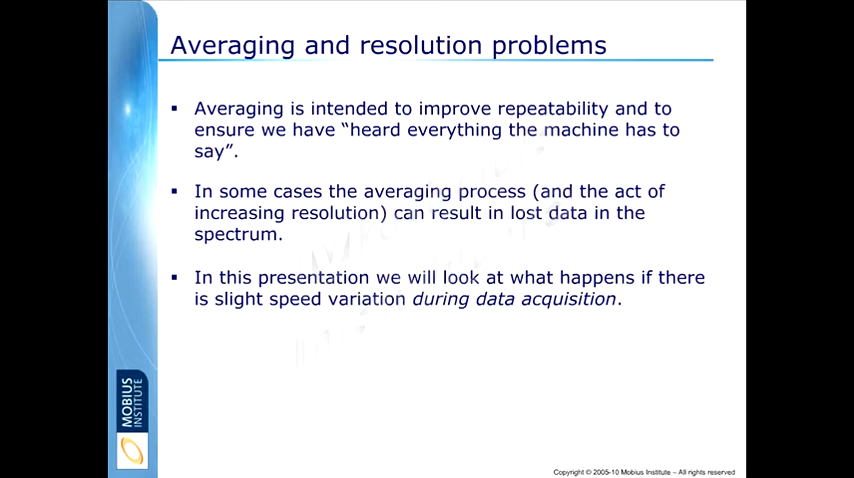 Averaging and resolution problems
▪ Averaging is intended to improve repeatability and to
ensure we have “heard everything the machine has to
say”.
▪ In some cases the averaging process (and the act of
increasing resolution) can result in lost data in the
spectrum.
▪ In this presentation we will look at what happens if there
is slight speed variation during data acquisition.
MOBIUS
INSTITUTE
Copyright © 2005-10 Mobius Institute – All rights reserved